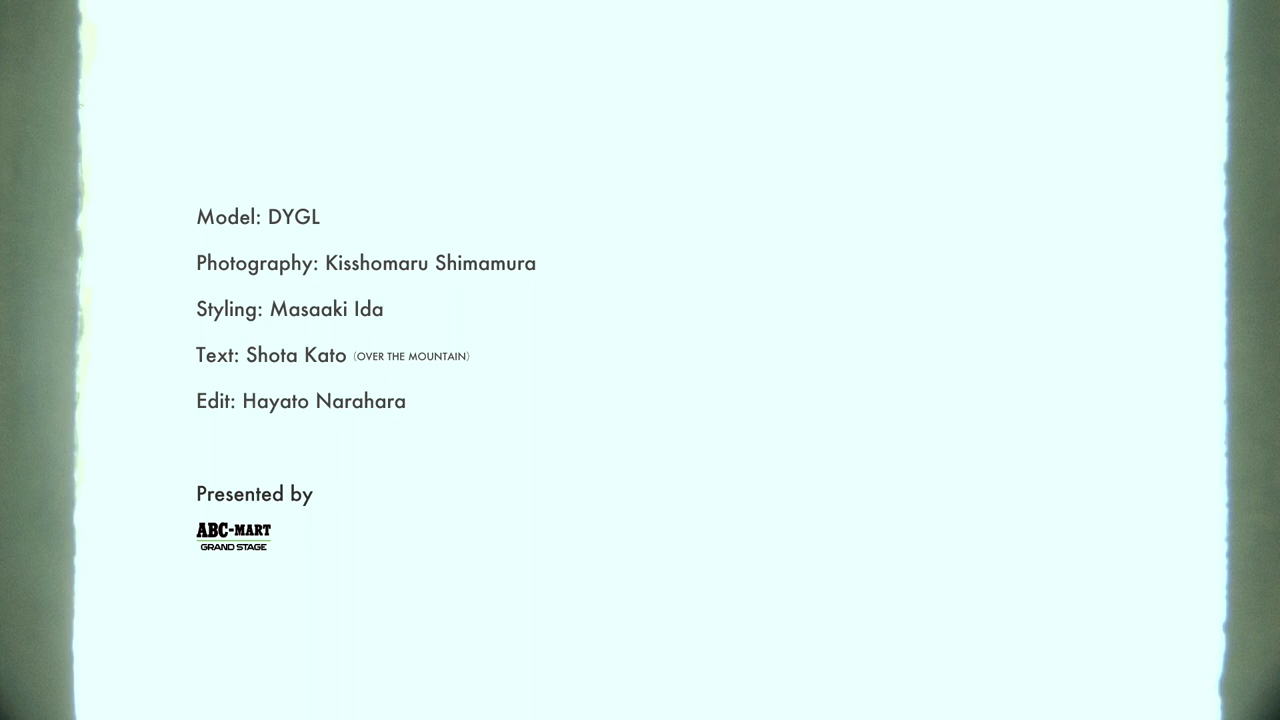 Model: DYGL
Photography: Kisshomaru Shimamura
Styling: Masaaki Ida
Text: Shota Kato (OVER THE MOUNTAIN)
Edit: Hayato Narahara
Presented by
ABC-MART
GRAND STAGE